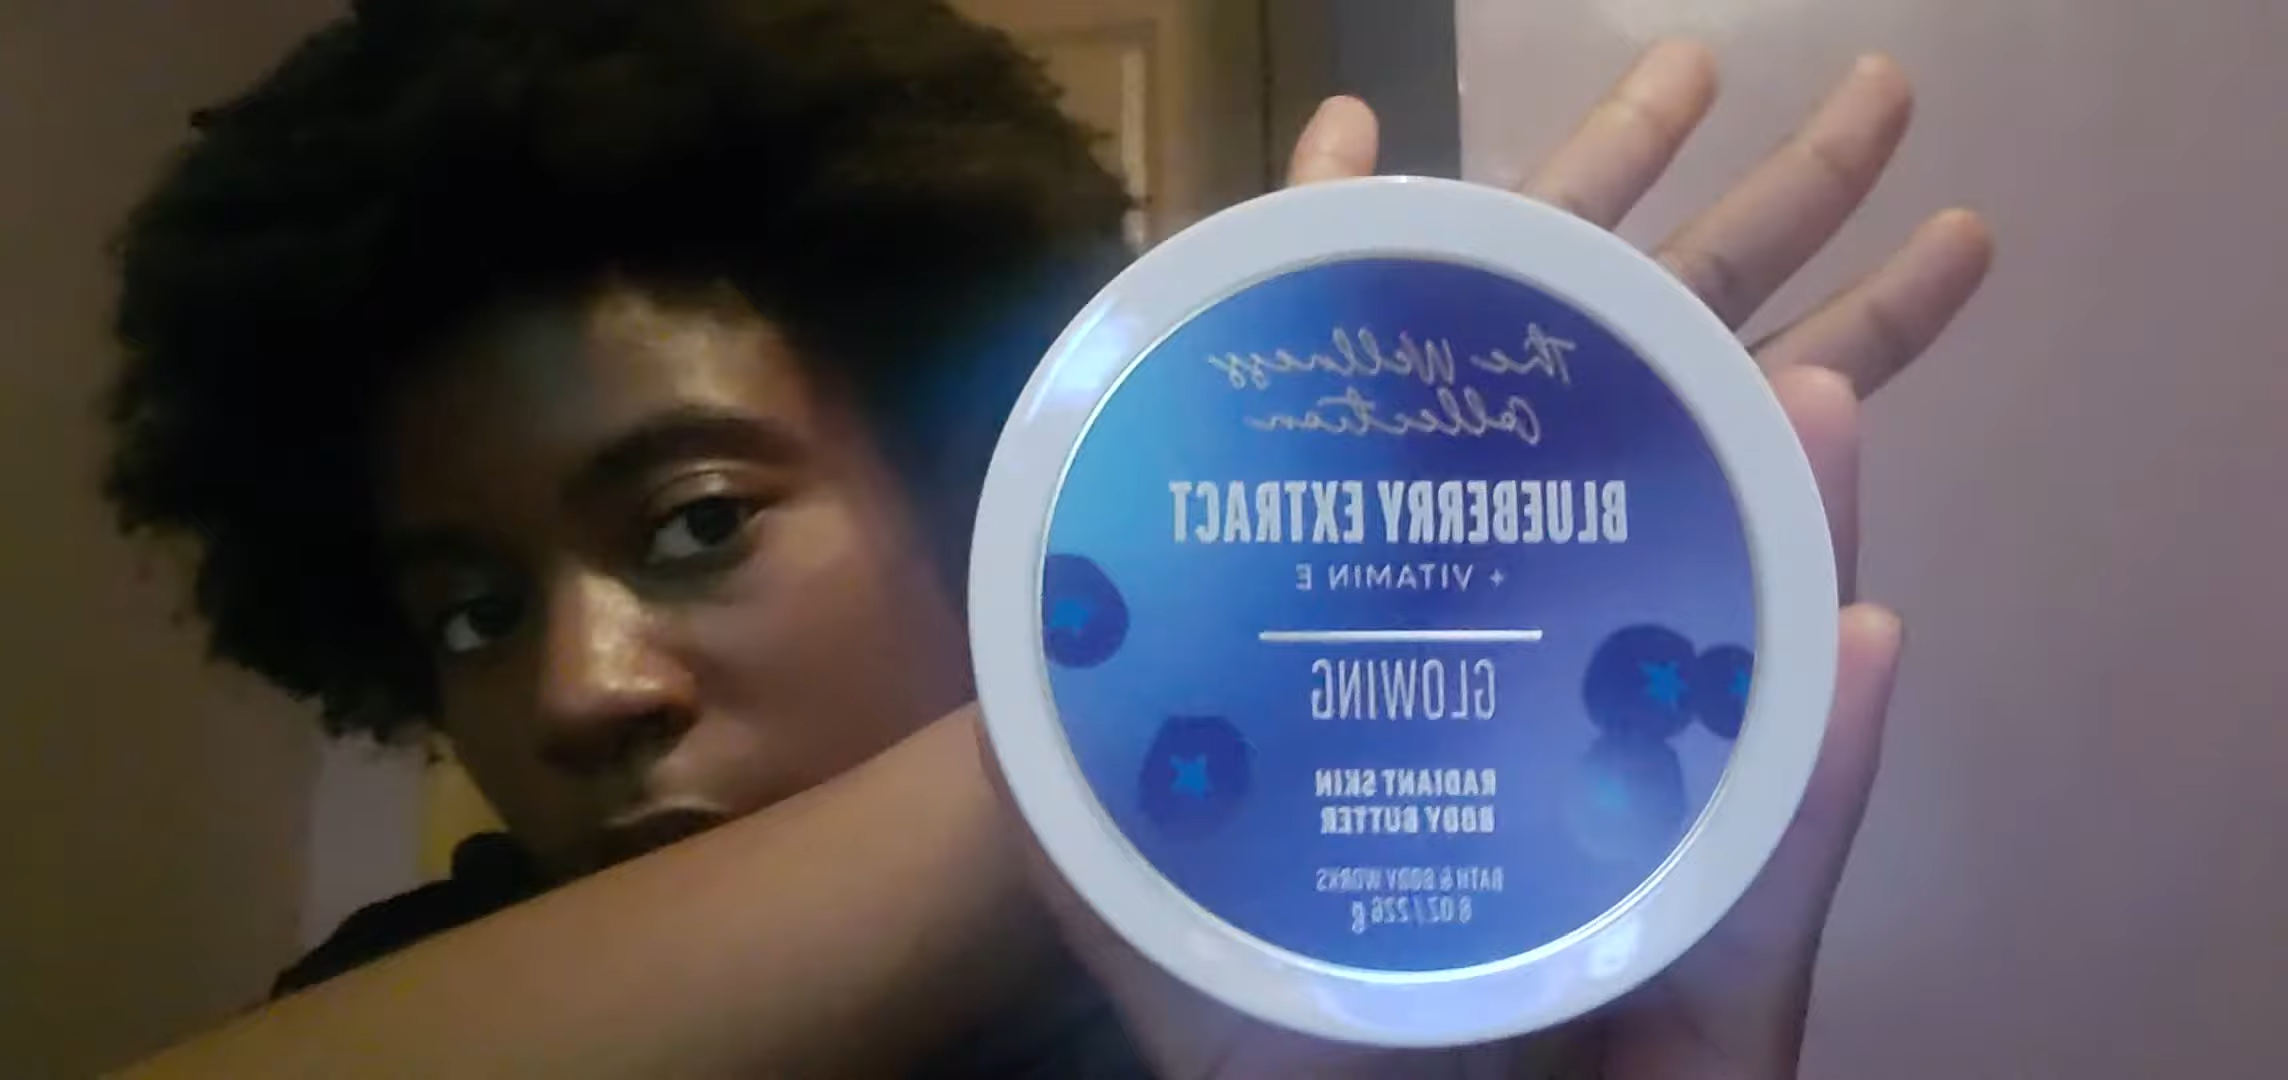 The Wellness
Collection
BLUEBERRY EXTRACT
+ VITAMIN E
GLOWING
RADIANT SKIN
BODY BUTTER
BATH & BODY WORKS
8 OZ / 226 g